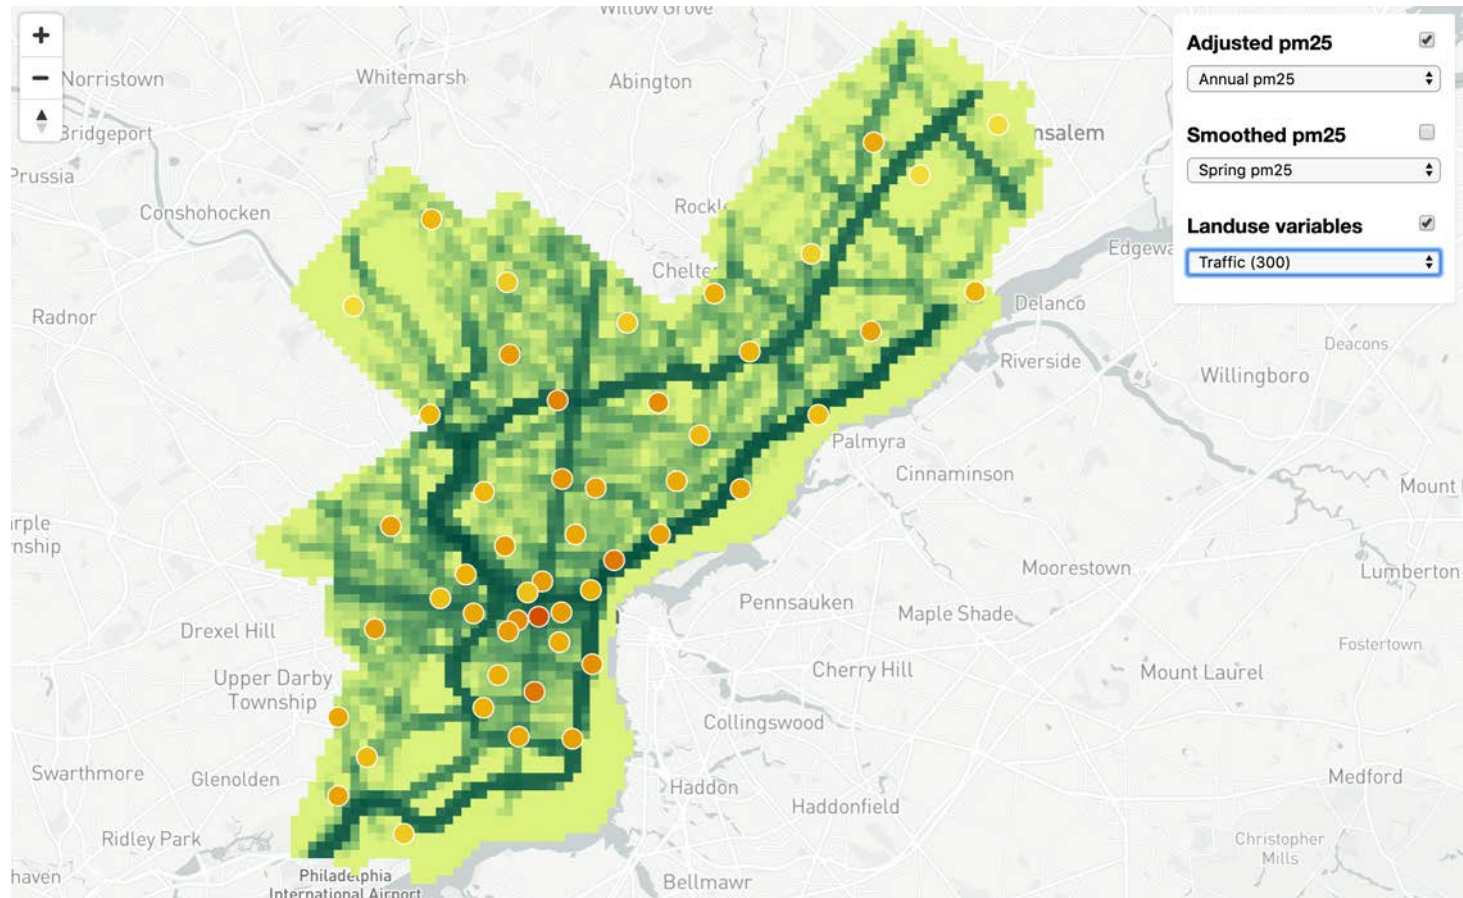 Willow Grove
+
−
Norristown
Whitemarsh
Abington
Bridgeport
Prussia
Conshohocken
Rockle
Chelte
Radnor
nsalem
Edgewa
Delanco
Riverside
Deacons
Willingboro
Palmyra
Cinnaminson
Mount
rple
nship
Moorestown
Lumberton
Pennsauken
Maple Shade
Drexel Hill
Fostertown
Cherry Hill
Mount Laurel
Upper Darby
Township
Collingswood
Swarthmore
Glenolden
Haddon
Medford
Haddonfield
Ridley Park
Christopher
Mills
haven
Philadelphia
International Airport
Bellmawr
Adjusted pm25
Annual pm25
Smoothed pm25
Spring pm25
Landuse variables
Traffic (300)